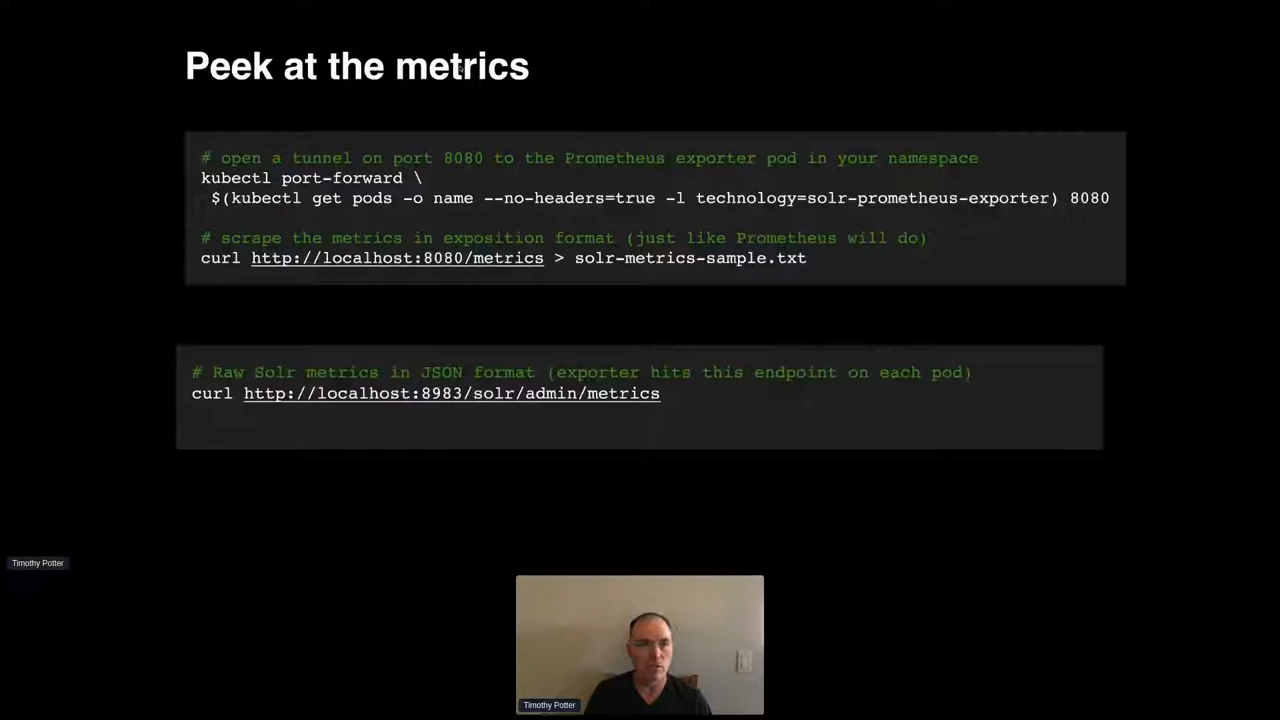 Peek at the metrics
# open a tunnel on port 8080 to the Prometheus exporter pod in your namespace
kubectl port-forward \
$(kubectl get pods -o name --no-headers=true -l technology=solr-prometheus-exporter) 8080
# scrape the metrics in exposition format (just like Prometheus will do)
curl http://localhost:8080/metrics > solr-metrics-sample.txt
# Raw Solr metrics in JSON format (exporter hits this endpoint on each pod)
curl http://localhost:8983/solr/admin/metrics
Timothy Potter
Timothy Potter